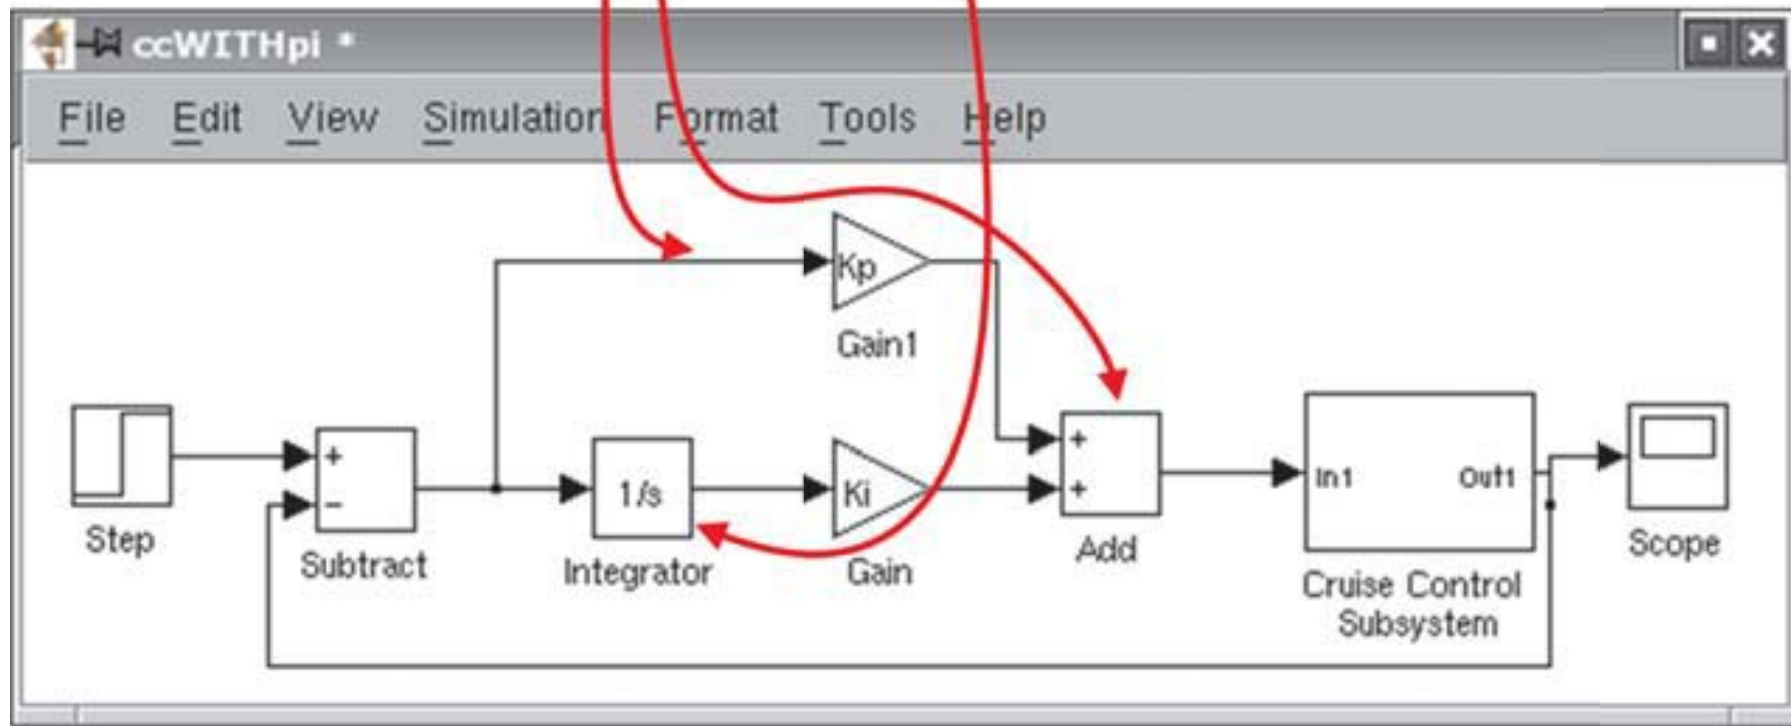 ccWITHpi *
File Edit View Simulation Format Tools Help
Kp
Gain1
Step
+
−
Subtract
1/s
Integrator
Ki
Gain
+
+
Add
In1 Out1
Cruise Control
Subsystem
Scope